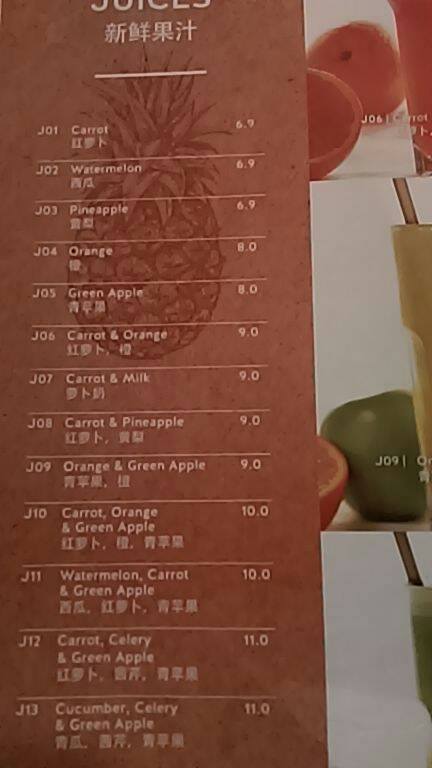 JUICES
新鲜果汁
J01 Carrot 6.9
红萝卜
J02 Watermelon 6.9
西瓜
J03 Pineapple 6.9
黄梨
J04 Orange 8.0
橙
J05 Green Apple 8.0
青苹果
J06 Carrot & Orange 9.0
红萝卜，橙
J07 Carrot & Milk 9.0
萝卜奶
J08 Carrot & Pineapple 9.0
红萝卜，黄梨
J09 Orange & Green Apple 9.0
青苹果，橙
J10 Carrot, Orange 10.0
& Green Apple
红萝卜，橙，青苹果
J11 Watermelon, Carrot 10.0
& Green Apple
西瓜，红萝卜，青苹果
J12 Carrot, Celery 11.0
& Green Apple
红萝卜，西芹，青苹果
J13 Cucumber, Celery 11.0
& Green Apple
青瓜，西芹，青苹果
J06 | Carrot
J09 |